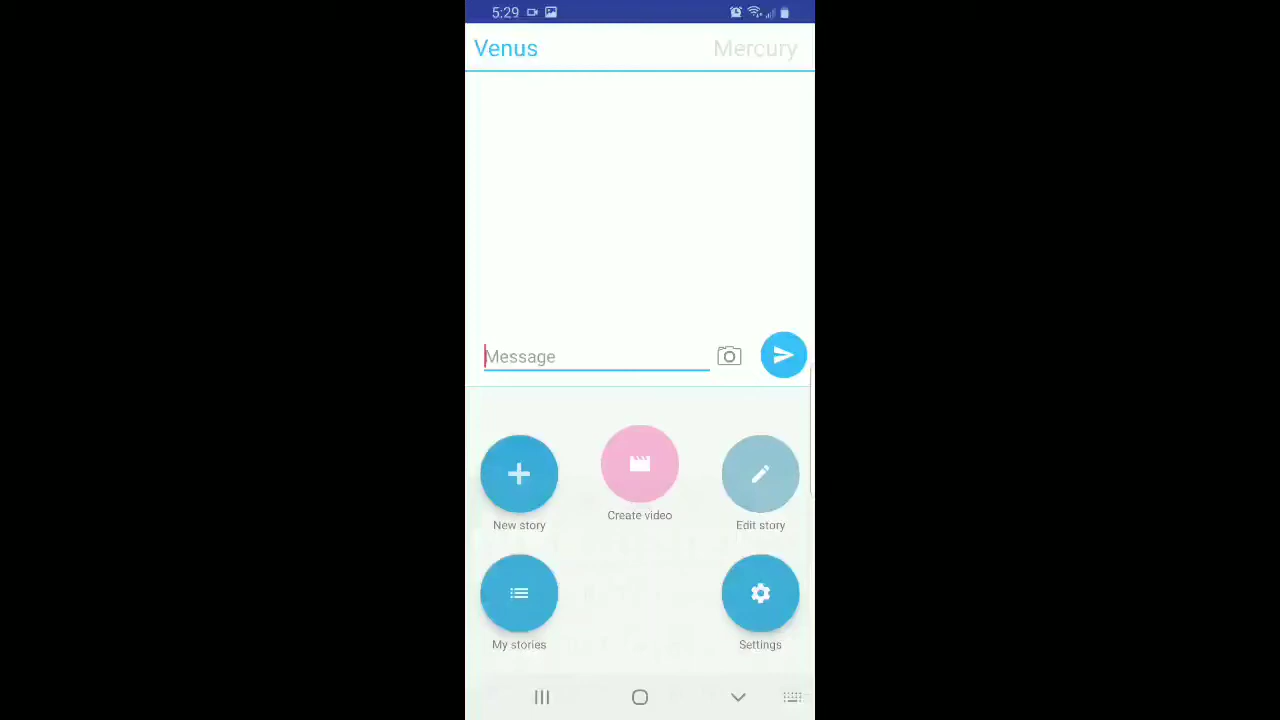 5:29
Venus Mercury
Message
Create video
New story Edit story
My stories Settings